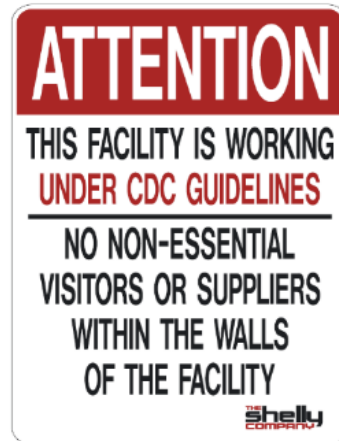 ATTENTION
THIS FACILITY IS WORKING
UNDER CDC GUIDELINES
NO NON-ESSENTIAL
VISITORS OR SUPPLIERS
WITHIN THE WALLS
OF THE FACILITY
THE
shelly
COMPANY